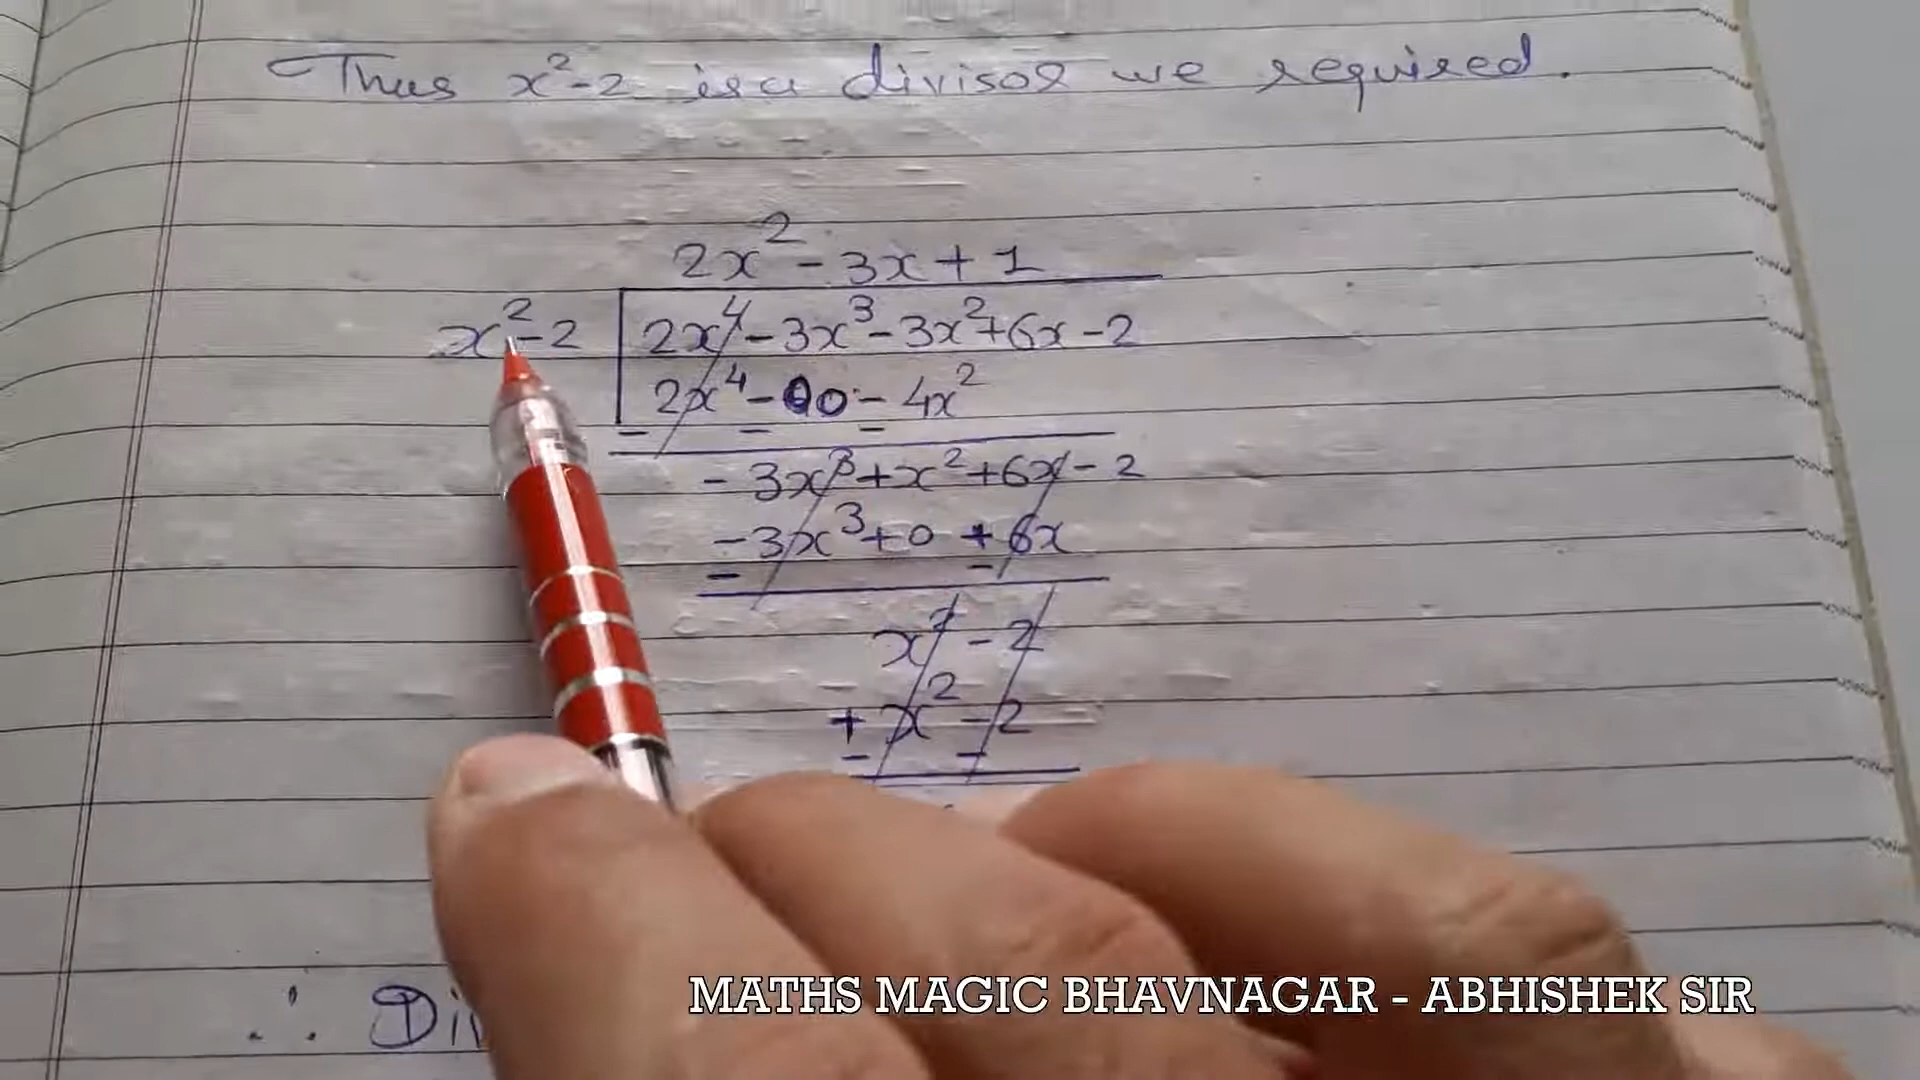 Thus x²-2 is a divisor we required.
2x² - 3x + 1
x²-2 2x⁴ - 3x³ - 3x² + 6x - 2
2x⁴ - 00 - 4x²
- - -
- 3x³ + x² + 6x - 2
- 3x³ + 0 + 6x
- -
x² - 2
+ x² - 2
- -
∴
MATHS MAGIC BHAVNAGAR - ABHISHEK SIR